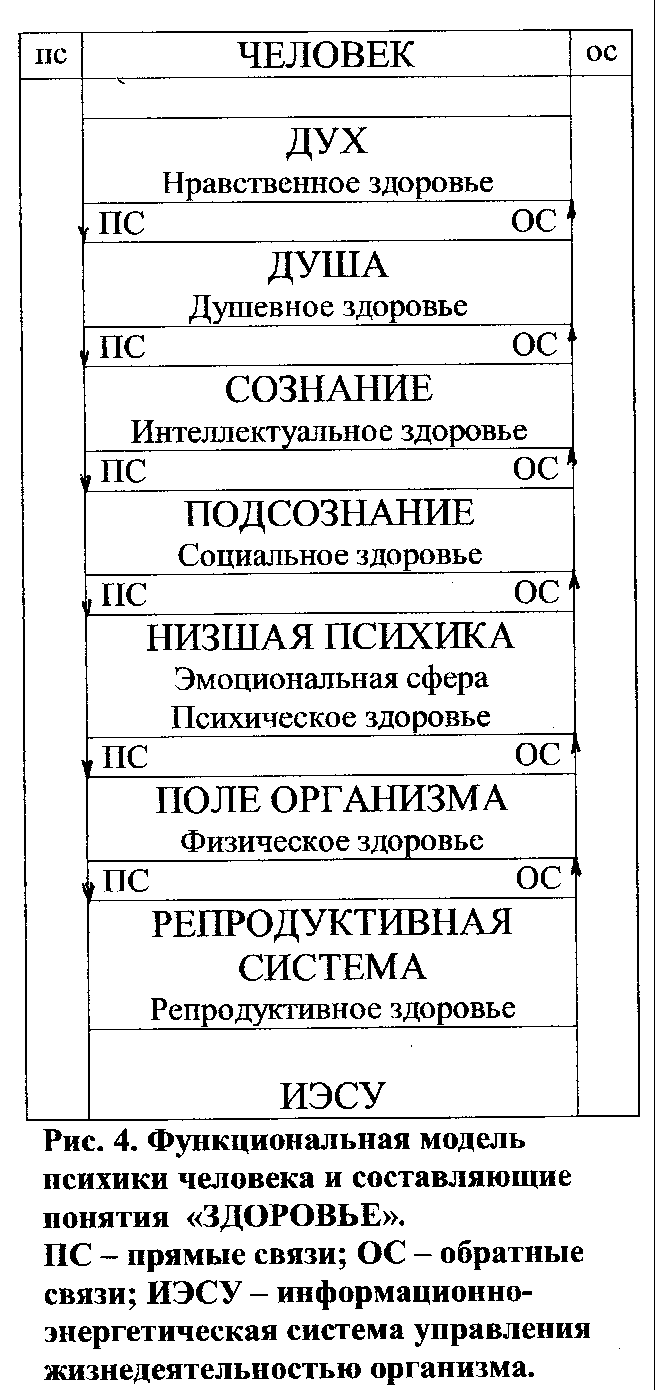 ПС ЧЕЛОВЕК ОС
ДУХ
Нравственное здоровье
ПС ОС
ДУША
Душевное здоровье
ПС ОС
СОЗНАНИЕ
Интеллектуальное здоровье
ПС ОС
ПОДСОЗНАНИЕ
Социальное здоровье
ПС ОС
НИЗШАЯ ПСИХИКА
Эмоциональная сфера
Психическое здоровье
ПС ОС
ПОЛЕ ОРГАНИЗМА
Физическое здоровье
ПС ОС
РЕПРОДУКТИВНАЯ
СИСТЕМА
Репродуктивное здоровье
ИЭСУ
Рис. 4. Функциональная модель
психики человека и составляющие
понятия «ЗДОРОВЬЕ».
ПС – прямые связи; ОС – обратные
связи; ИЭСУ – информационно-
энергетическая система управления
жизнедеятельностью организма.